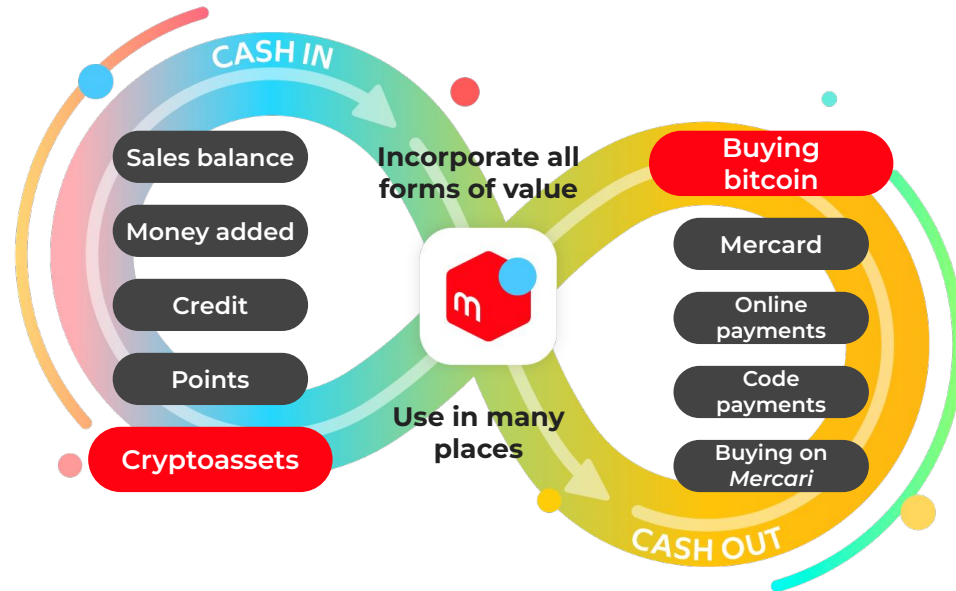 CASH IN
Sales balance
Money added
Credit
Points
Cryptoassets
Incorporate all
forms of value
m
Use in many
places
Buying
bitcoin
Mercard
Online
payments
Code
payments
Buying on
Mercari
CASH OUT